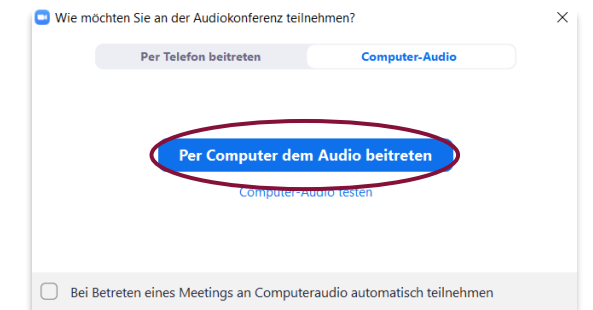 Wie möchten Sie an der Audiokonferenz teilnehmen?
Per Telefon beitreten Computer-Audio
Per Computer dem Audio beitreten
Computer-Audio testen
Bei Betreten eines Meetings an Computeraudio automatisch teilnehmen